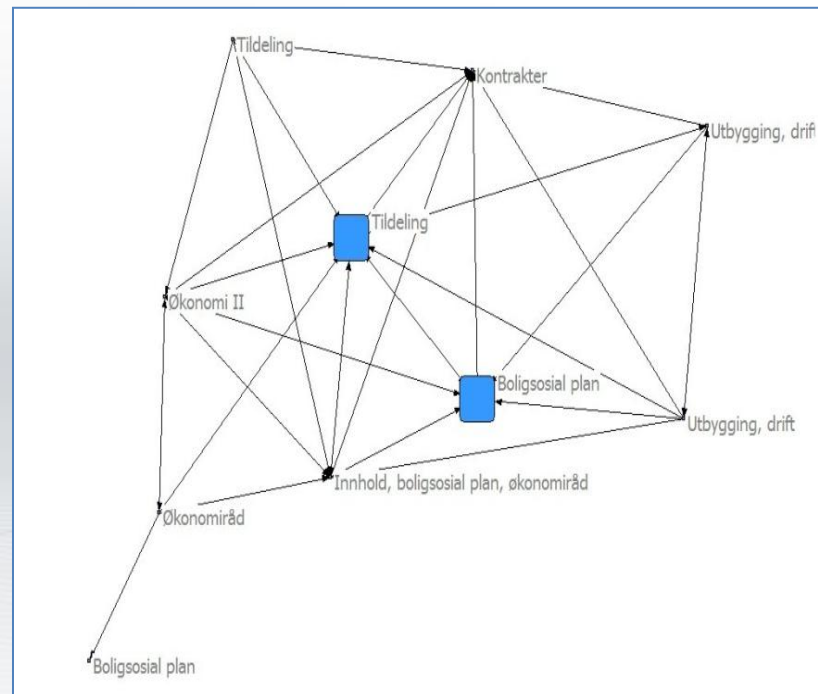 Tildeling
Kontrakter
Utbygging, drift
Tildeling
Økonomi II
Boligsosial plan
Utbygging, drift
Innhold, boligsosial plan, økonomiråd
Økonomiråd
Boligsosial plan